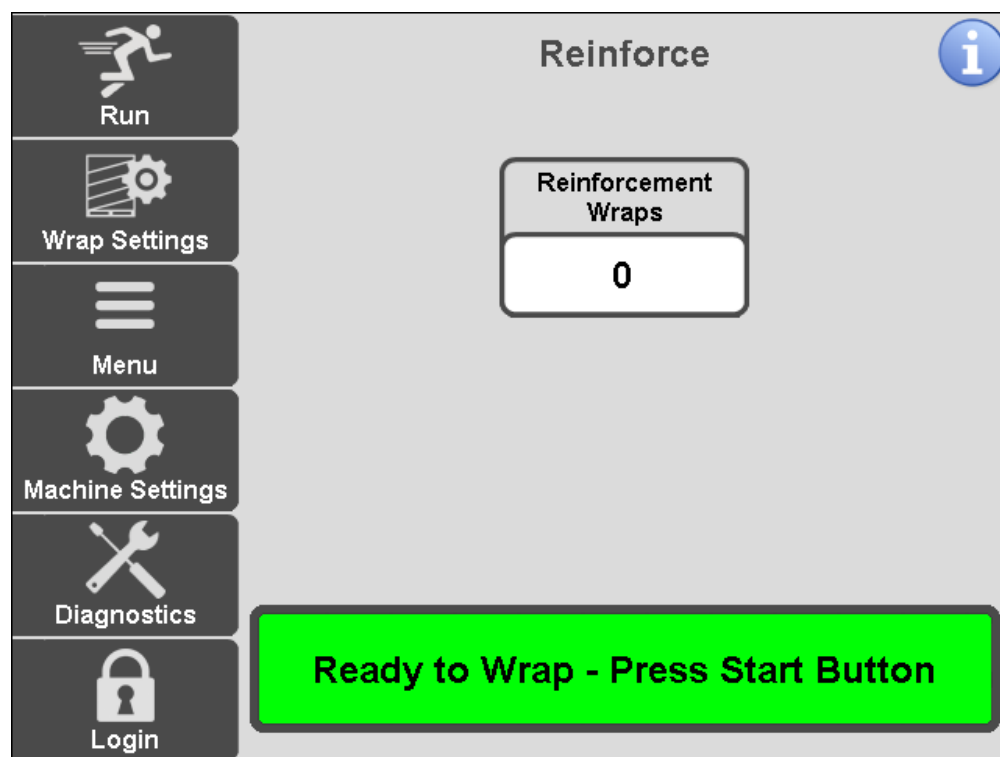 Run
Wrap Settings
Menu
Machine Settings
Diagnostics
Login
Reinforce
i
Reinforcement
Wraps
0
Ready to Wrap - Press Start Button